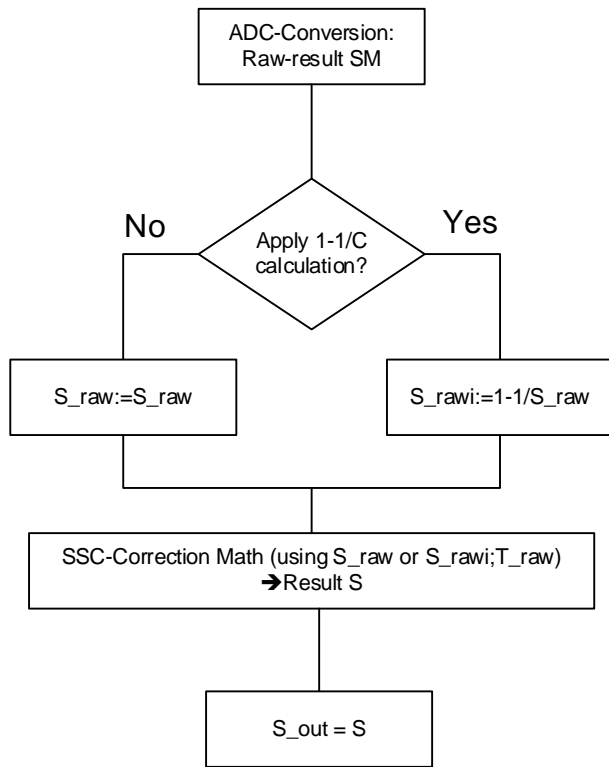 ADC-Conversion:
Raw-result SM
No
Yes
Apply 1-1/C
calculation?
S_raw:=S_raw
S_rawi:=1-1/S_raw
SSC-Correction Math (using S_raw or S_rawi;T_raw)
➔Result S
S_out = S